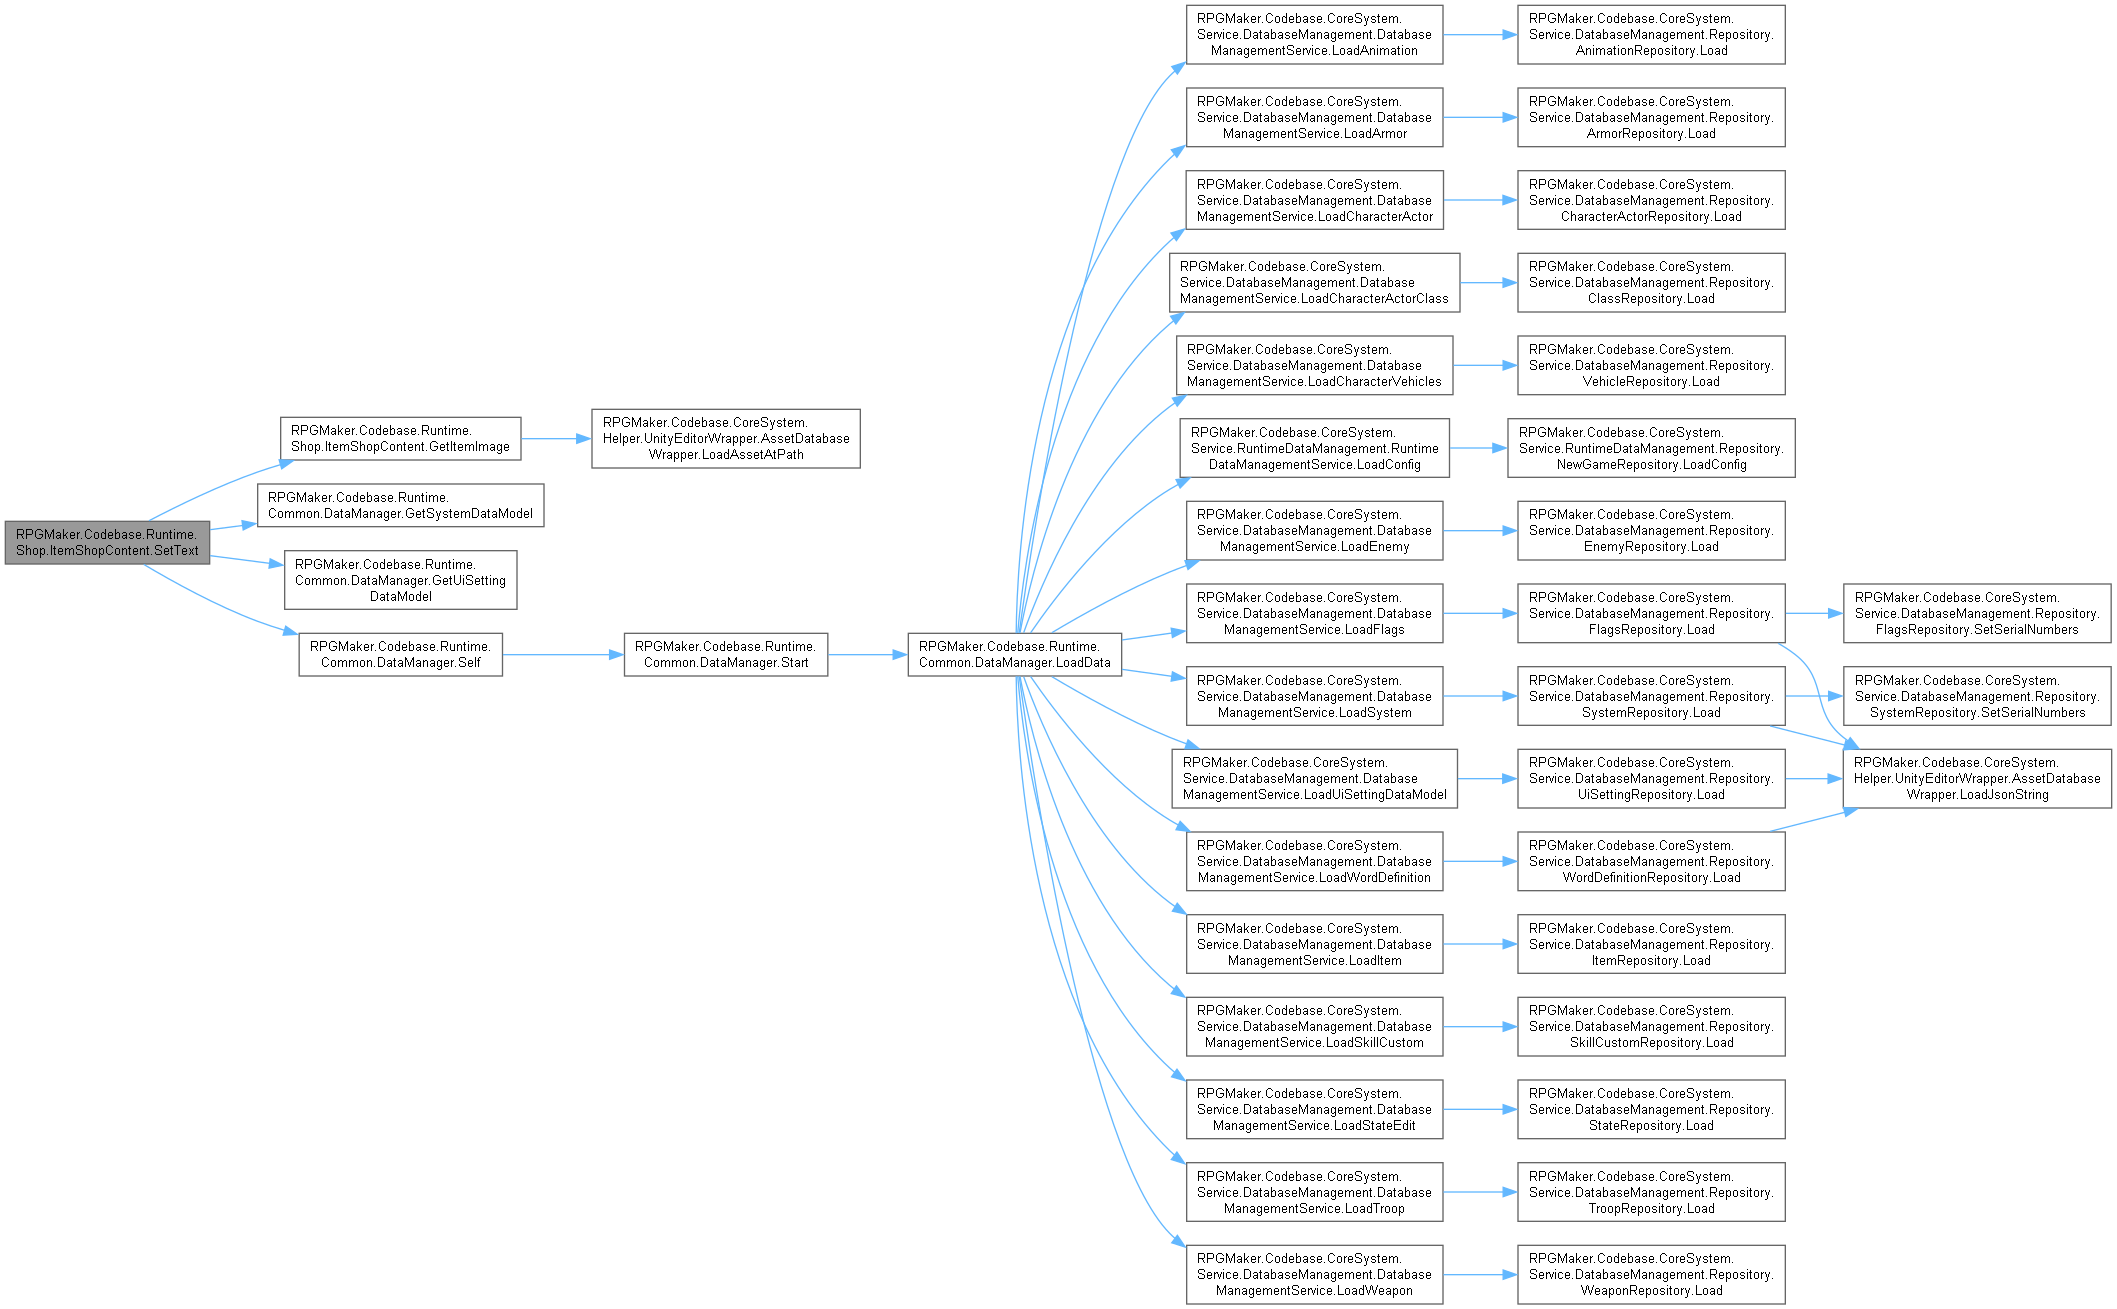 RPGMaker.Codebase.Runtime.
Shop.ItemShopContent.SetText
RPGMaker.Codebase.Runtime.
Shop.ItemShopContent.GetItemImage
RPGMaker.Codebase.CoreSystem.
Helper.UnityEditorWrapper.AssetDatabase
Wrapper.LoadAssetAtPath
RPGMaker.Codebase.Runtime.
Common.DataManager.GetSystemDataModel
RPGMaker.Codebase.Runtime.
Common.DataManager.GetUiSetting
DataModel
RPGMaker.Codebase.Runtime.
Common.DataManager.Self
RPGMaker.Codebase.Runtime.
Common.DataManager.Start
RPGMaker.Codebase.Runtime.
Common.DataManager.LoadData
RPGMaker.Codebase.CoreSystem.
Service.DatabaseManagement.Database
ManagementService.LoadAnimation
RPGMaker.Codebase.CoreSystem.
Service.DatabaseManagement.Repository.
AnimationRepository.Load
RPGMaker.Codebase.CoreSystem.
Service.DatabaseManagement.Database
ManagementService.LoadArmor
RPGMaker.Codebase.CoreSystem.
Service.DatabaseManagement.Repository.
ArmorRepository.Load
RPGMaker.Codebase.CoreSystem.
Service.DatabaseManagement.Database
ManagementService.LoadCharacterActor
RPGMaker.Codebase.CoreSystem.
Service.DatabaseManagement.Repository.
CharacterActorRepository.Load
RPGMaker.Codebase.CoreSystem.
Service.DatabaseManagement.Database
ManagementService.LoadCharacterActorClass
RPGMaker.Codebase.CoreSystem.
Service.DatabaseManagement.Repository.
ClassRepository.Load
RPGMaker.Codebase.CoreSystem.
Service.DatabaseManagement.Database
ManagementService.LoadCharacterVehicles
RPGMaker.Codebase.CoreSystem.
Service.DatabaseManagement.Repository.
VehicleRepository.Load
RPGMaker.Codebase.CoreSystem.
Service.RuntimeDataManagement.Runtime
DataManagementService.LoadConfig
RPGMaker.Codebase.CoreSystem.
Service.RuntimeDataManagement.Repository.
NewGameRepository.LoadConfig
RPGMaker.Codebase.CoreSystem.
Service.DatabaseManagement.Database
ManagementService.LoadEnemy
RPGMaker.Codebase.CoreSystem.
Service.DatabaseManagement.Repository.
EnemyRepository.Load
RPGMaker.Codebase.CoreSystem.
Service.DatabaseManagement.Database
ManagementService.LoadFlags
RPGMaker.Codebase.CoreSystem.
Service.DatabaseManagement.Repository.
FlagsRepository.Load
RPGMaker.Codebase.CoreSystem.
Service.DatabaseManagement.Repository.
FlagsRepository.SetSerialNumbers
RPGMaker.Codebase.CoreSystem.
Service.DatabaseManagement.Database
ManagementService.LoadSystem
RPGMaker.Codebase.CoreSystem.
Service.DatabaseManagement.Repository.
SystemRepository.Load
RPGMaker.Codebase.CoreSystem.
Service.DatabaseManagement.Repository.
SystemRepository.SetSerialNumbers
RPGMaker.Codebase.CoreSystem.
Service.DatabaseManagement.Database
ManagementService.LoadUiSettingDataModel
RPGMaker.Codebase.CoreSystem.
Service.DatabaseManagement.Repository.
UiSettingRepository.Load
RPGMaker.Codebase.CoreSystem.
Helper.UnityEditorWrapper.AssetDatabase
Wrapper.LoadJsonString
RPGMaker.Codebase.CoreSystem.
Service.DatabaseManagement.Database
ManagementService.LoadWordDefinition
RPGMaker.Codebase.CoreSystem.
Service.DatabaseManagement.Repository.
WordDefinitionRepository.Load
RPGMaker.Codebase.CoreSystem.
Service.DatabaseManagement.Database
ManagementService.LoadItem
RPGMaker.Codebase.CoreSystem.
Service.DatabaseManagement.Repository.
ItemRepository.Load
RPGMaker.Codebase.CoreSystem.
Service.DatabaseManagement.Database
ManagementService.LoadSkillCustom
RPGMaker.Codebase.CoreSystem.
Service.DatabaseManagement.Repository.
SkillCustomRepository.Load
RPGMaker.Codebase.CoreSystem.
Service.DatabaseManagement.Database
ManagementService.LoadStateEdit
RPGMaker.Codebase.CoreSystem.
Service.DatabaseManagement.Repository.
StateRepository.Load
RPGMaker.Codebase.CoreSystem.
Service.DatabaseManagement.Database
ManagementService.LoadTroop
RPGMaker.Codebase.CoreSystem.
Service.DatabaseManagement.Repository.
TroopRepository.Load
RPGMaker.Codebase.CoreSystem.
Service.DatabaseManagement.Database
ManagementService.LoadWeapon
RPGMaker.Codebase.CoreSystem.
Service.DatabaseManagement.Repository.
WeaponRepository.Load